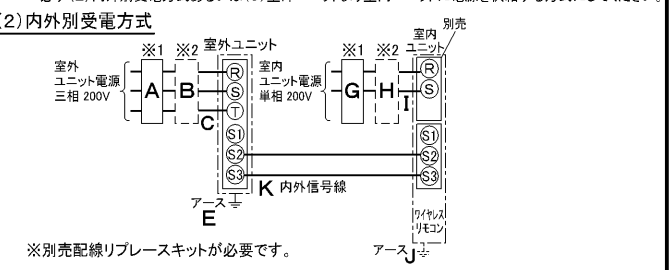 (2)内外別受電方式
※1 ※2 室外ユニット
室外
ユニット電源
三相 200V
A B
R
S
T
S1
S2
S3
C
※1 ※2
室内
ユニット電源
単相 200V
G H
I
室内
ユニット
別売
R
S
S1
S2
S3
K 内外信号線
アース
E
ワイヤレス
リモコン
アース J
※別売配線リプレースキットが必要です。